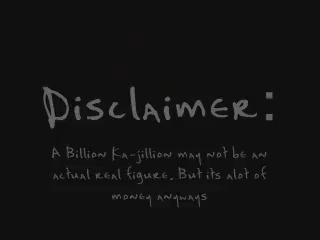 Disclaimer:
A Billion Ka-jillion may not be an
actual real figure. But its alot of
money anyways